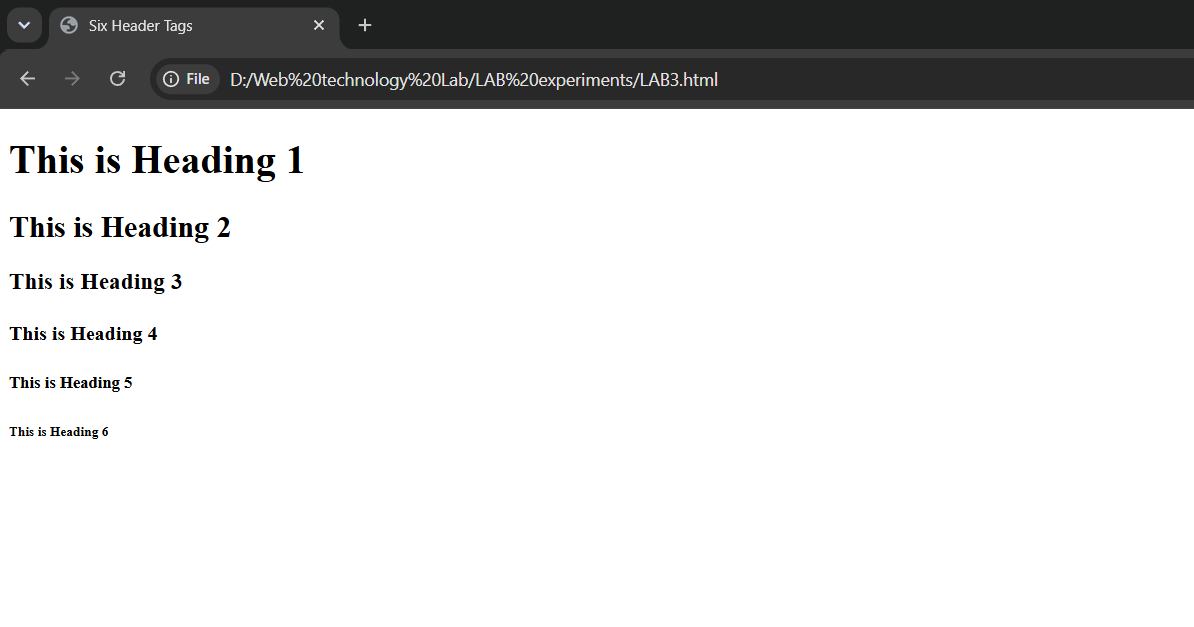 Six Header Tags
File D:/Web%20technology%20Lab/LAB%20experiments/LAB3.html
This is Heading 1
This is Heading 2
This is Heading 3
This is Heading 4
This is Heading 5
This is Heading 6